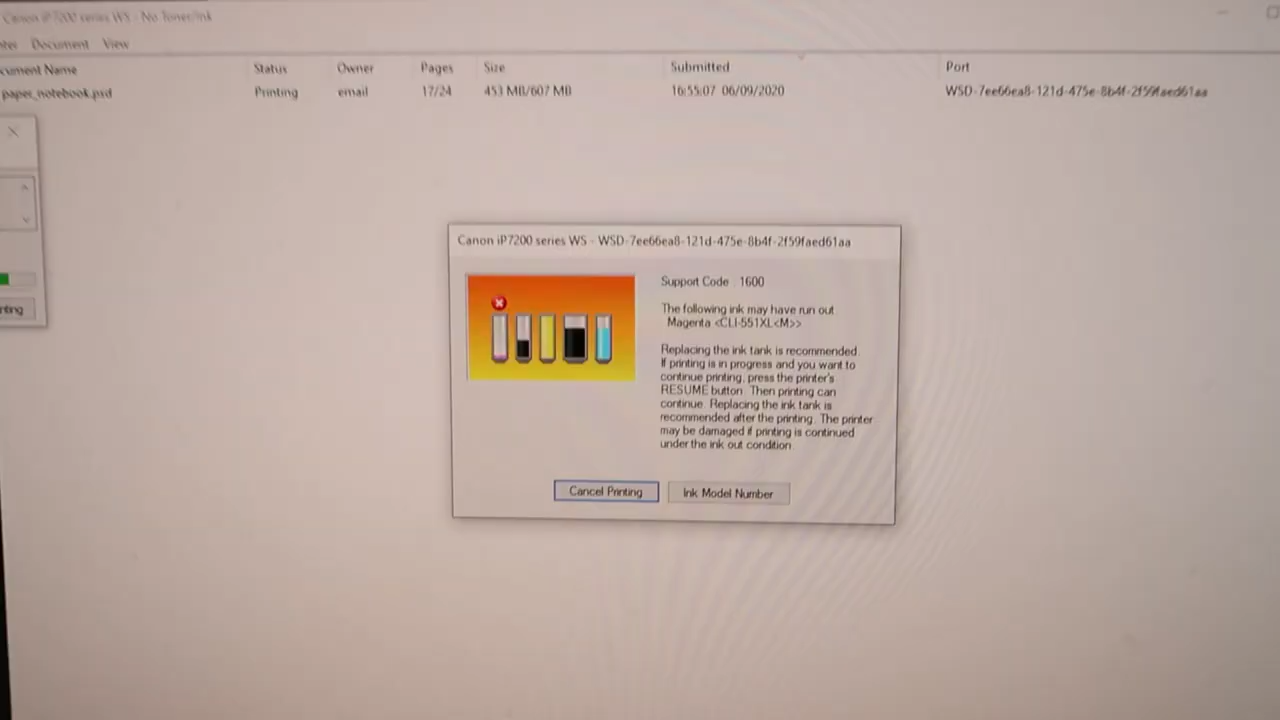 Canon iP7200 series WS - No Toner/Ink
nter Document View
cument Name Status Owner Pages Size Submitted Port
paper_notebook.psd Printing email 17/24 453 MB/607 MB 16:55:07 06/09/2020 WSD-7ee66ea8-121d-475e-8b4f-2f59faed61aa
nting
Canon iP7200 series WS - WSD-7ee66ea8-121d-475e-8b4f-2f59faed61aa
Support Code : 1600
The following ink may have run out.
Magenta <CLI-551XL<M>>
Replacing the ink tank is recommended.
If printing is in progress and you want to
continue printing, press the printer's
RESUME button. Then printing can
continue. Replacing the ink tank is
recommended after the printing. The printer
may be damaged if printing is continued
under the ink out condition.
Cancel Printing Ink Model Number